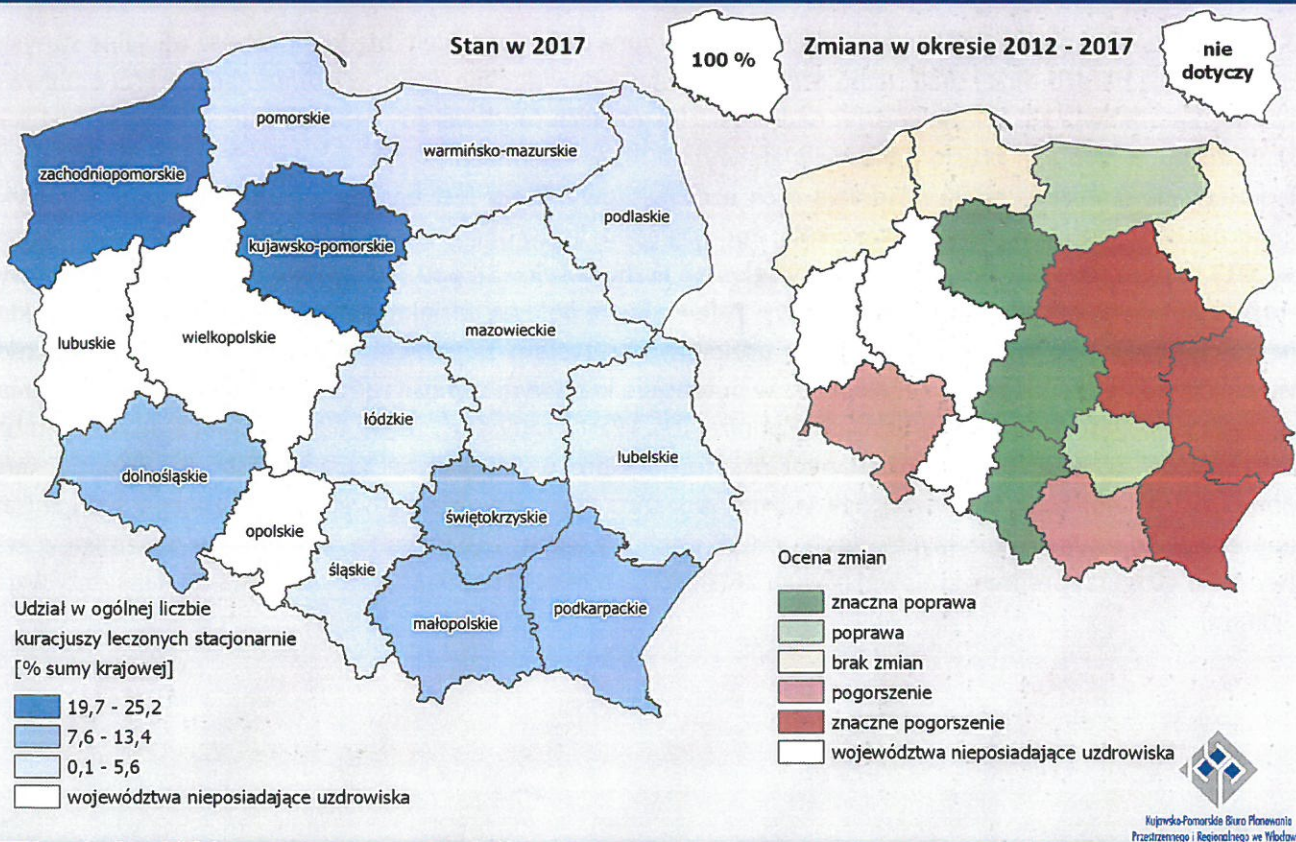 Stan w 2017
100 %
Zmiana w okresie 2012 - 2017
nie
dotyczy
pomorskie
warmińsko-mazurskie
zachodniopomorskie
podlaskie
kujawsko-pomorskie
mazowieckie
lubuskie
wielkopolskie
łódzkie
lubelskie
dolnośląskie
świętokrzyskie
opolskie
śląskie
podkarpackie
małopolskie
Udział w ogólnej liczbie
kuracjuszy leczonych stacjonarnie
[% sumy krajowej]
19,7 - 25,2
7,6 - 13,4
0,1 - 5,6
województwa nieposiadające uzdrowiska
Ocena zmian
znaczna poprawa
poprawa
brak zmian
pogorszenie
znaczne pogorszenie
województwa nieposiadające uzdrowiska
Kujawsko-Pomorskie Biuro Planowania
Przestrzennego i Regionalnego we